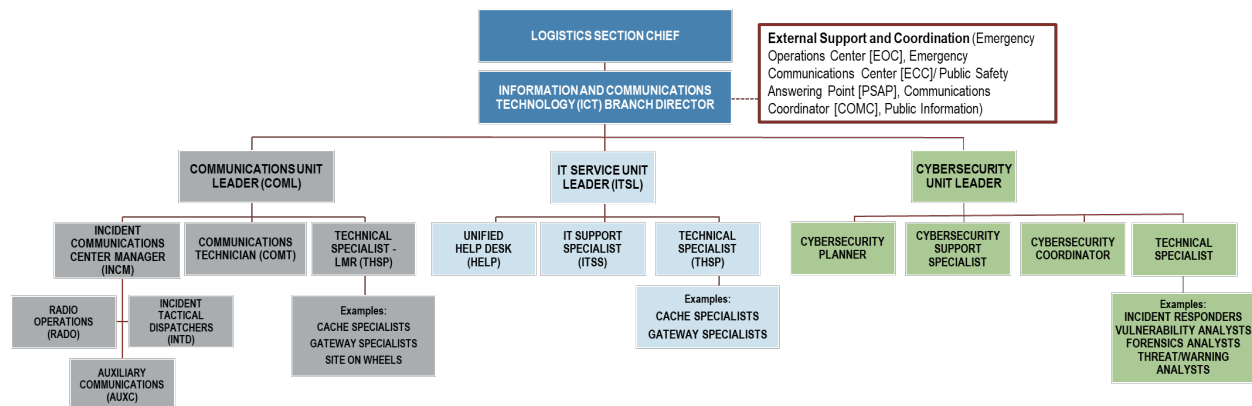 LOGISTICS SECTION CHIEF
External Support and Coordination (Emergency
Operations Center [EOC], Emergency
Communications Center [ECC]/ Public Safety
Answering Point [PSAP], Communications
Coordinator [COMC], Public Information)
INFORMATION AND COMMUNICATIONS
TECHNOLOGY (ICT) BRANCH DIRECTOR
COMMUNICATIONS UNIT
LEADER (COML)
IT SERVICE UNIT
LEADER (ITSL)
CYBERSECURITY
UNIT LEADER
INCIDENT
COMMUNICATIONS
CENTER MANAGER
(INCM)
COMMUNICATIONS
TECHNICIAN (COMT)
TECHNICAL
SPECIALIST -
LMR (THSP)
UNIFIED
HELP DESK
(HELP)
IT SUPPORT
SPECIALIST
(ITSS)
TECHNICAL
SPECIALIST
(THSP)
CYBERSECURITY
PLANNER
CYBERSECURITY
SUPPORT
SPECIALIST
CYBERSECURITY
COORDINATOR
TECHNICAL
SPECIALIST
RADIO
OPERATIONS
(RADO)
INCIDENT
TACTICAL
DISPATCHERS
(INTD)
AUXILIARY
COMMUNICATIONS
(AUXC)
Examples:
CACHE SPECIALISTS
GATEWAY SPECIALISTS
SITE ON WHEELS
Examples:
CACHE SPECIALISTS
GATEWAY SPECIALISTS
Examples:
INCIDENT RESPONDERS
VULNERABILITY ANALYSTS
FORENSICS ANALYSTS
THREAT/WARNING
ANALYSTS